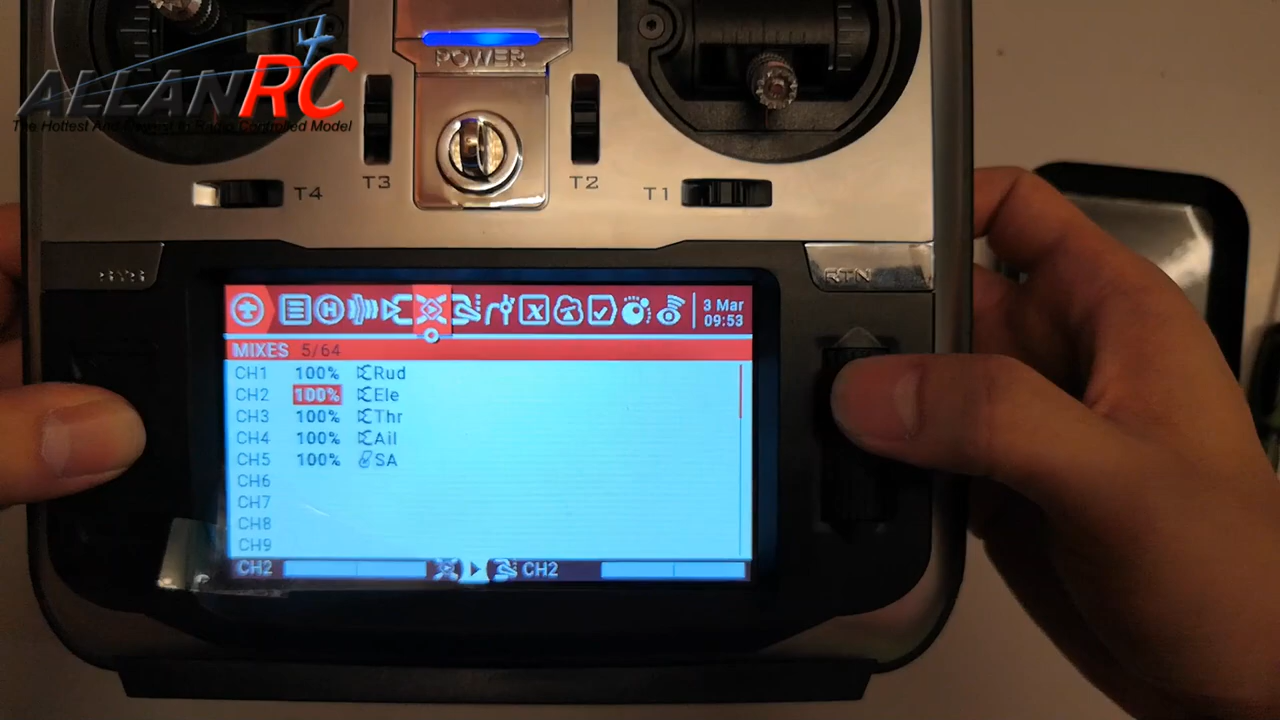 ALLANRC
POWER
T4
T3
T2
T1
SYS
RTN
3 Mar
09:53
MIXES 5/64
CH1 100% Rud
CH2 100% Ele
CH3 100% Thr
CH4 100% Ail
CH5 100% SA
CH6
CH7
CH8
CH9
CH2 CH2